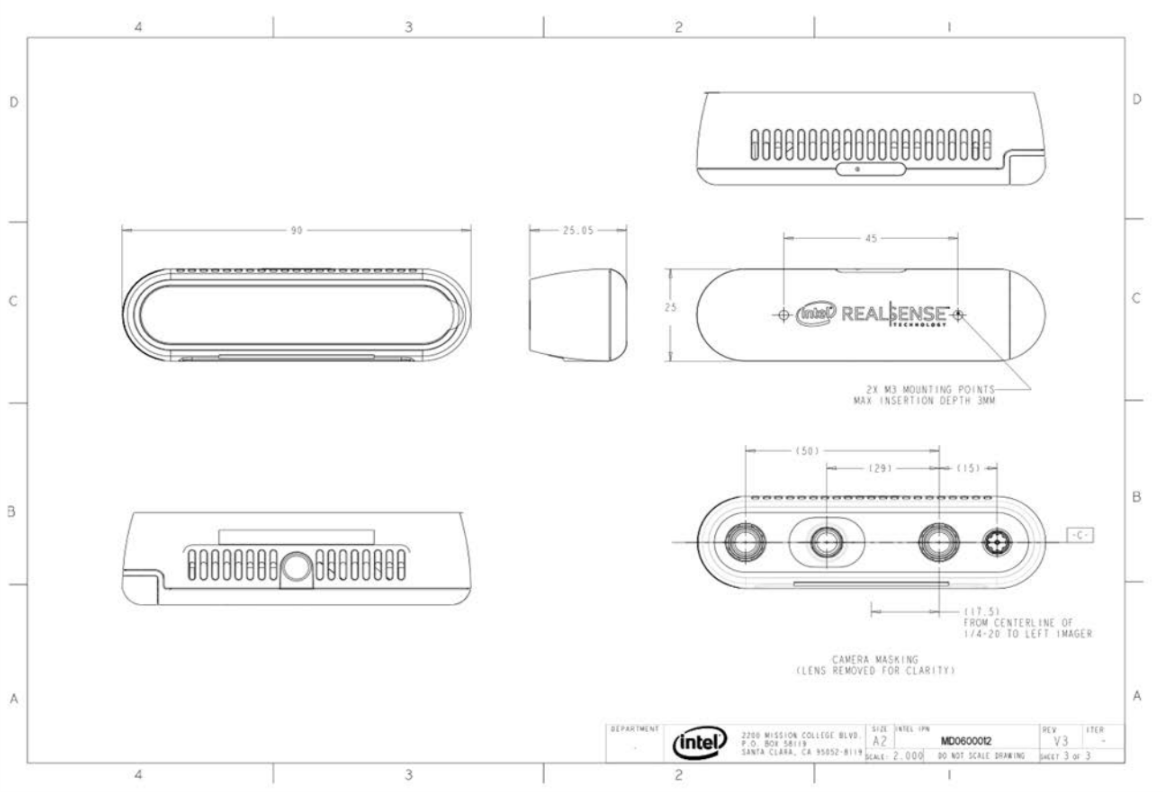 4 3 2 1
D D
90
25.05
45
C C
25
intel REALSENSE
TECHNOLOGY
2X M3 MOUNTING POINTS
MAX INSERTION DEPTH 3MM
(50)
(29) (15)
B B
-C-
(17.5)
FROM CENTERLINE OF
1/4-20 TO LEFT IMAGER
CAMERA MASKING
(LENS REMOVED FOR CLARITY)
A A
DEPARTMENT
-
intel
2200 MISSION COLLEGE BLVD.
P.O. BOX 58119
SANTA CLARA, CA 95052-8119
SIZE
A2
INTEL IPN
MD0600012
REV
V3
ITER
-
SCALE: 2.000
DO NOT SCALE DRAWING
SHEET 3 OF 3
4 3 2 1